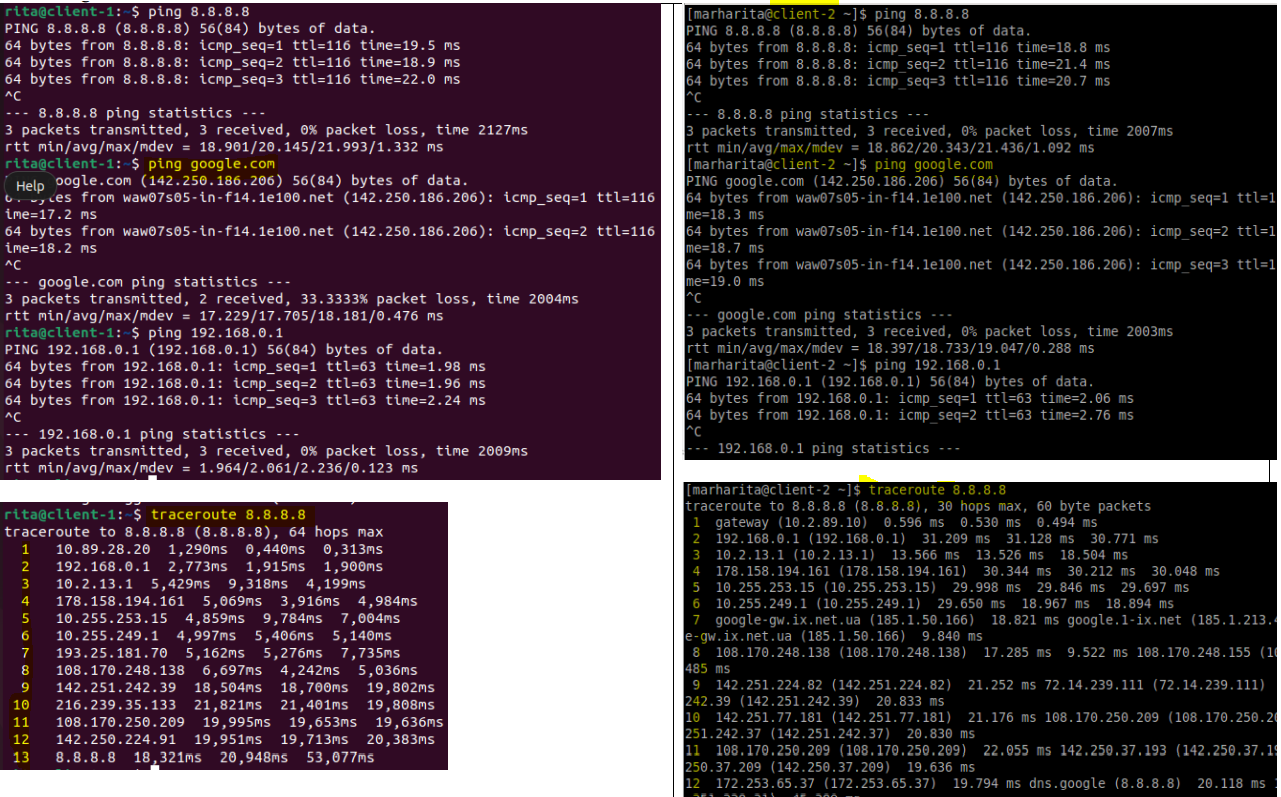 rita@client-1:~$ ping 8.8.8.8
PING 8.8.8.8 (8.8.8.8) 56(84) bytes of data.
64 bytes from 8.8.8.8: icmp_seq=1 ttl=116 time=19.5 ms
64 bytes from 8.8.8.8: icmp_seq=2 ttl=116 time=18.9 ms
64 bytes from 8.8.8.8: icmp_seq=3 ttl=116 time=22.0 ms
^C
--- 8.8.8.8 ping statistics ---
3 packets transmitted, 3 received, 0% packet loss, time 2127ms
rtt min/avg/max/mdev = 18.901/20.145/21.993/1.332 ms
rita@client-1:~$ ping google.com
Help
oogle.com (142.250.186.206) 56(84) bytes of data.
bytes from waw07s05-in-f14.1e100.net (142.250.186.206): icmp_seq=1 ttl=116
ime=17.2 ms
64 bytes from waw07s05-in-f14.1e100.net (142.250.186.206): icmp_seq=2 ttl=116
ime=18.2 ms
^C
--- google.com ping statistics ---
3 packets transmitted, 2 received, 33.3333% packet loss, time 2004ms
rtt min/avg/max/mdev = 17.229/17.705/18.181/0.476 ms
rita@client-1:~$ ping 192.168.0.1
PING 192.168.0.1 (192.168.0.1) 56(84) bytes of data.
64 bytes from 192.168.0.1: icmp_seq=1 ttl=63 time=1.98 ms
64 bytes from 192.168.0.1: icmp_seq=2 ttl=63 time=1.96 ms
64 bytes from 192.168.0.1: icmp_seq=3 ttl=63 time=2.24 ms
^C
--- 192.168.0.1 ping statistics ---
3 packets transmitted, 3 received, 0% packet loss, time 2009ms
rtt min/avg/max/mdev = 1.964/2.061/2.236/0.123 ms
[marharita@client-2 ~]$ ping 8.8.8.8
PING 8.8.8.8 (8.8.8.8) 56(84) bytes of data.
64 bytes from 8.8.8.8: icmp_seq=1 ttl=116 time=18.8 ms
64 bytes from 8.8.8.8: icmp_seq=2 ttl=116 time=21.4 ms
64 bytes from 8.8.8.8: icmp_seq=3 ttl=116 time=20.7 ms
^C
--- 8.8.8.8 ping statistics ---
3 packets transmitted, 3 received, 0% packet loss, time 2007ms
rtt min/avg/max/mdev = 18.862/20.343/21.436/1.092 ms
[marharita@client-2 ~]$ ping google.com
PING google.com (142.250.186.206) 56(84) bytes of data.
64 bytes from waw07s05-in-f14.1e100.net (142.250.186.206): icmp_seq=1 ttl=1
me=18.3 ms
64 bytes from waw07s05-in-f14.1e100.net (142.250.186.206): icmp_seq=2 ttl=1
me=18.7 ms
64 bytes from waw07s05-in-f14.1e100.net (142.250.186.206): icmp_seq=3 ttl=1
me=19.0 ms
^C
--- google.com ping statistics ---
3 packets transmitted, 3 received, 0% packet loss, time 2003ms
rtt min/avg/max/mdev = 18.397/18.733/19.047/0.288 ms
[marharita@client-2 ~]$ ping 192.168.0.1
PING 192.168.0.1 (192.168.0.1) 56(84) bytes of data.
64 bytes from 192.168.0.1: icmp_seq=1 ttl=63 time=2.06 ms
64 bytes from 192.168.0.1: icmp_seq=2 ttl=63 time=2.76 ms
^C
--- 192.168.0.1 ping statistics ---
rita@client-1:~$ traceroute 8.8.8.8
traceroute to 8.8.8.8 (8.8.8.8), 64 hops max
1 10.89.28.20 1,290ms 0,440ms 0,313ms
2 192.168.0.1 2,773ms 1,915ms 1,900ms
3 10.2.13.1 5,429ms 9,318ms 4,199ms
4 178.158.194.161 5,069ms 3,916ms 4,984ms
5 10.255.253.15 4,859ms 9,784ms 7,004ms
6 10.255.249.1 4,997ms 5,406ms 5,140ms
7 193.25.181.70 5,162ms 5,276ms 7,735ms
8 108.170.248.138 6,697ms 4,242ms 5,036ms
9 142.251.242.39 18,504ms 18,700ms 19,802ms
10 216.239.35.133 21,821ms 21,401ms 19,808ms
11 108.170.250.209 19,995ms 19,653ms 19,636ms
12 142.250.224.91 19,951ms 19,713ms 20,383ms
13 8.8.8.8 18,321ms 20,948ms 53,077ms
[marharita@client-2 ~]$ traceroute 8.8.8.8
traceroute to 8.8.8.8 (8.8.8.8), 30 hops max, 60 byte packets
1 gateway (10.2.89.10) 0.596 ms 0.530 ms 0.494 ms
2 192.168.0.1 (192.168.0.1) 31.209 ms 31.128 ms 30.771 ms
3 10.2.13.1 (10.2.13.1) 13.566 ms 13.526 ms 18.504 ms
4 178.158.194.161 (178.158.194.161) 30.344 ms 30.212 ms 30.048 ms
5 10.255.253.15 (10.255.253.15) 29.998 ms 29.846 ms 29.697 ms
6 10.255.249.1 (10.255.249.1) 29.650 ms 18.967 ms 18.894 ms
7 google-gw.ix.net.ua (185.1.50.166) 18.821 ms google.1-ix.net (185.1.213.4
e-gw.ix.net.ua (185.1.50.166) 9.840 ms
8 108.170.248.138 (108.170.248.138) 17.285 ms 9.522 ms 108.170.248.155 (10
485 ms
9 142.251.224.82 (142.251.224.82) 21.252 ms 72.14.239.111 (72.14.239.111)
242.39 (142.251.242.39) 20.833 ms
10 142.251.77.181 (142.251.77.181) 21.176 ms 108.170.250.209 (108.170.250.20
251.242.37 (142.251.242.37) 20.830 ms
11 108.170.250.209 (108.170.250.209) 22.055 ms 142.250.37.193 (142.250.37.19
250.37.209 (142.250.37.209) 19.636 ms
12 172.253.65.37 (172.253.65.37) 19.794 ms dns.google (8.8.8.8) 20.118 ms